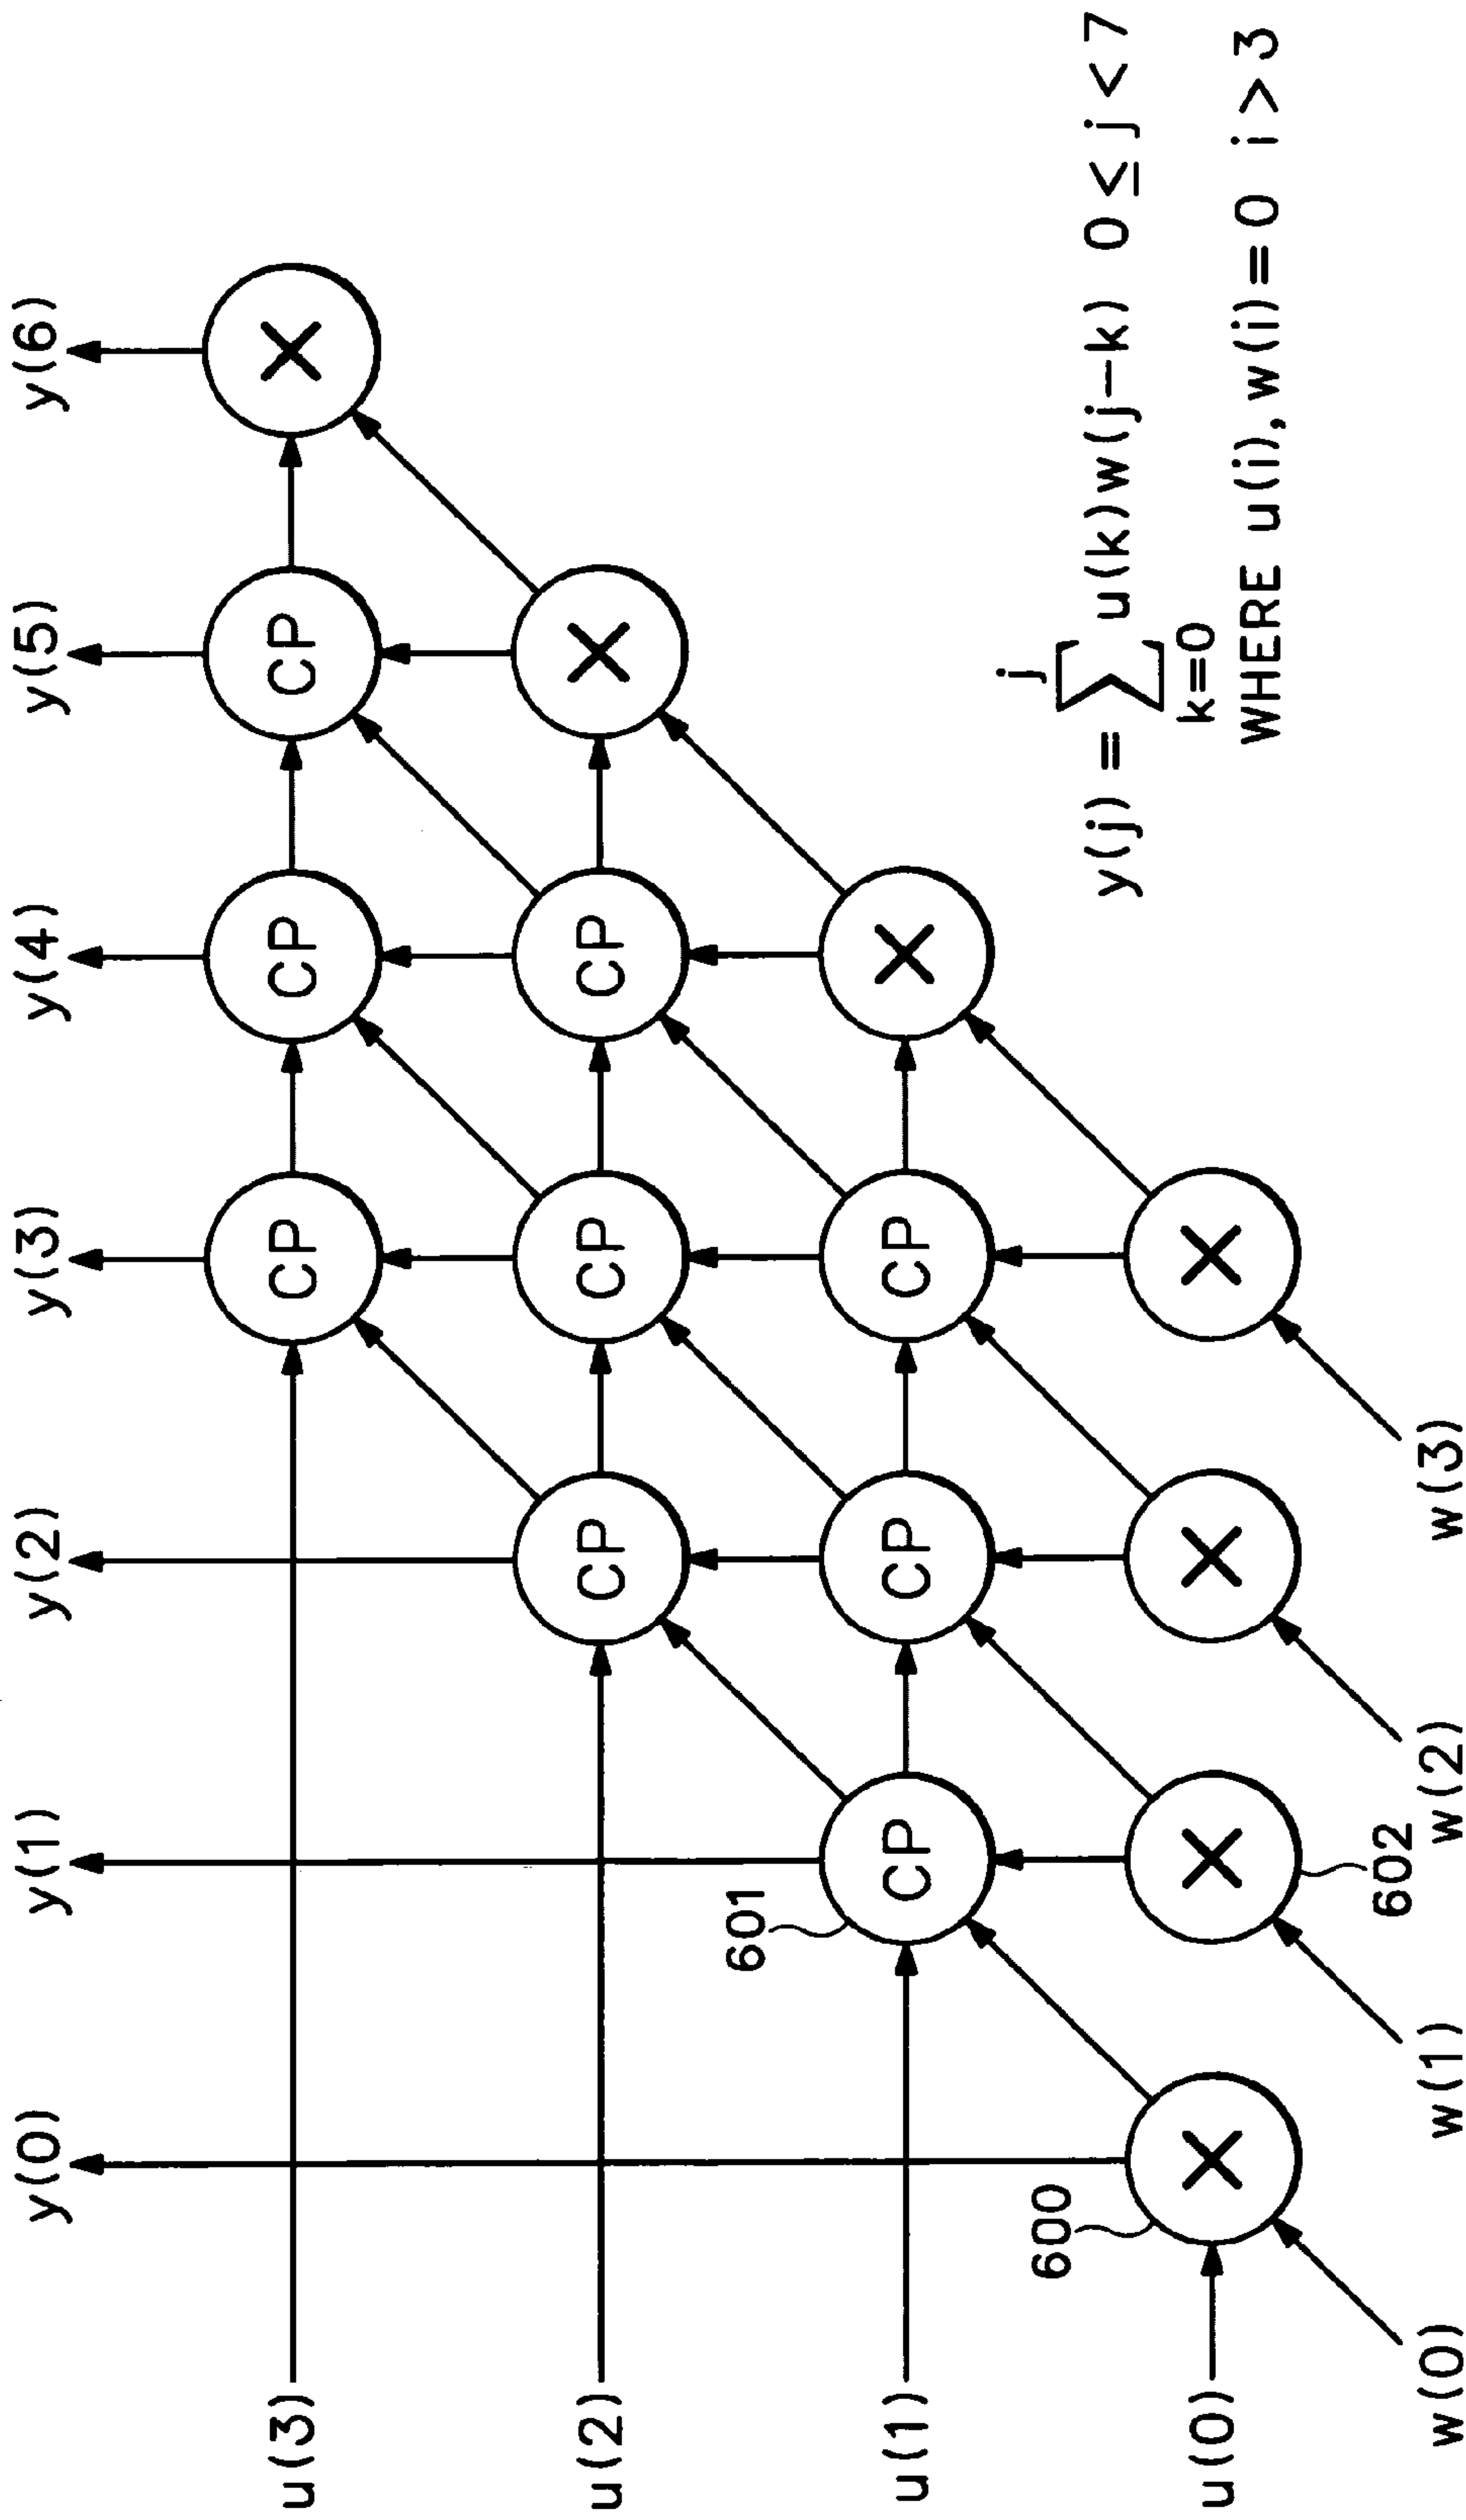 y(0) y(1) y(2) y(3) y(4) y(5) y(6)
u(3) CP CP CP ×
u(2) CP CP CP ×
601
u(1) CP CP CP ×
600
u(0) × × × ×
602
w(0) w(1) w(2) w(3)
y(j) = j∑k=0 u(k)w(j-k) 0≤j<7
WHERE u(i),w(i)=0 i>3